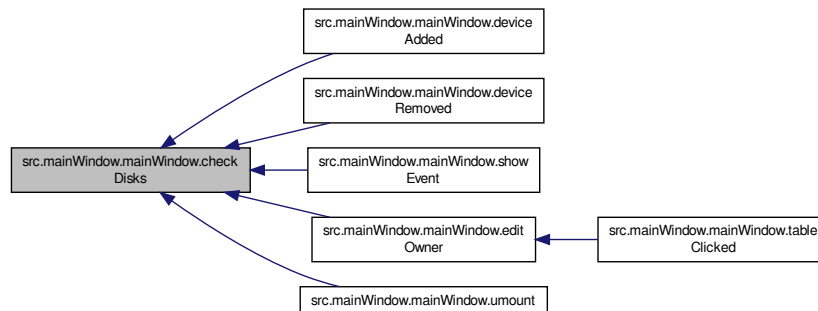 src.mainWindow.mainWindow.device
Added
src.mainWindow.mainWindow.device
Removed
src.mainWindow.mainWindow.check
Disks
src.mainWindow.mainWindow.show
Event
src.mainWindow.mainWindow.edit
Owner
src.mainWindow.mainWindow.table
Clicked
src.mainWindow.mainWindow.umount